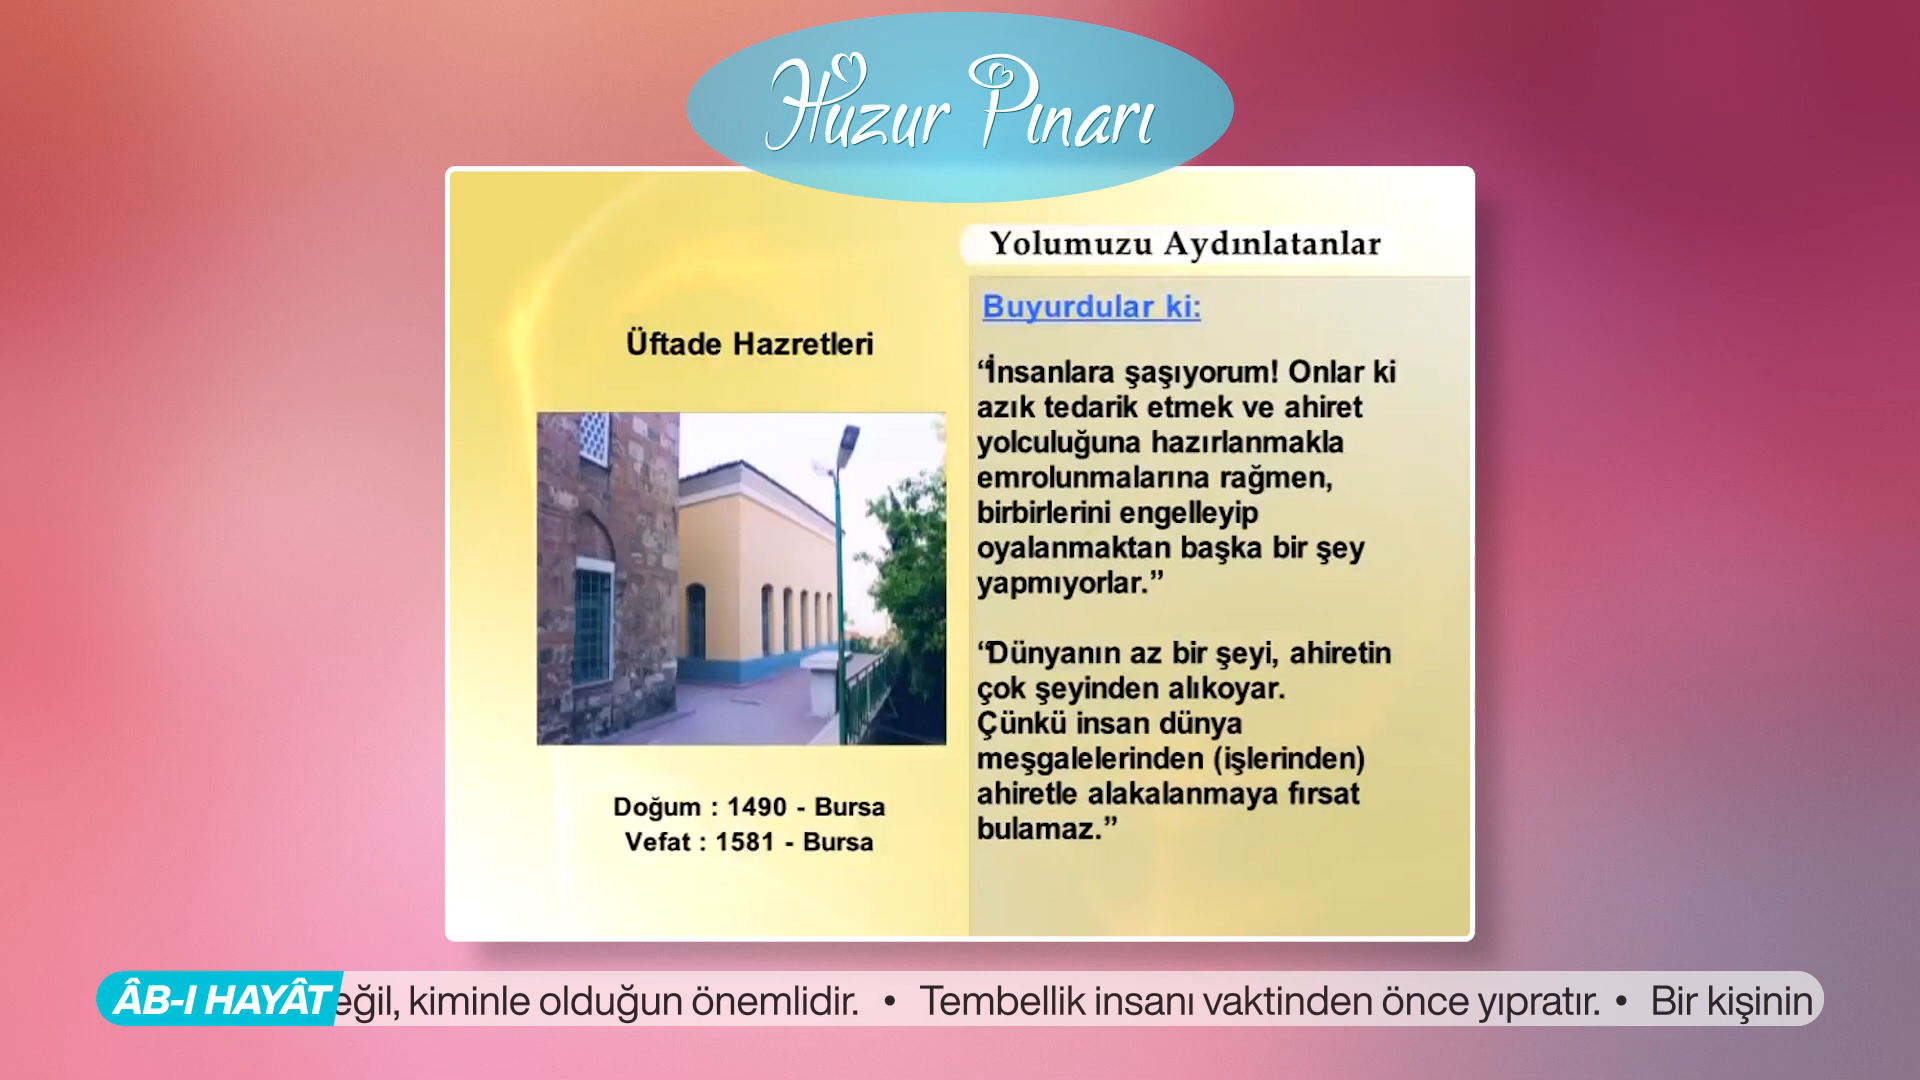 Huzur Pınarı
Yolumuzu Aydınlatanlar
Üftade Hazretleri
Doğum : 1490 - Bursa
Vefat : 1581 - Bursa
Buyurdular ki:
“İnsanlara şaşıyorum! Onlar ki
azık tedarik etmek ve ahiret
yolculuğuna hazırlanmakla
emrolunmalarına rağmen,
birbirlerini engelleyip
oyalanmaktan başka bir şey
yapmıyorlar.”
“Dünyanın az bir şeyi, ahiretin
çok şeyinden alıkoyar.
Çünkü insan dünya
meşgalelerinden (işlerinden)
ahiretle alakalanmaya fırsat
bulamaz.”
ÂB-I HAYÂT eğil, kiminle olduğun önemlidir. • Tembellik insanı vaktinden önce yıpratır. • Bir kişinin